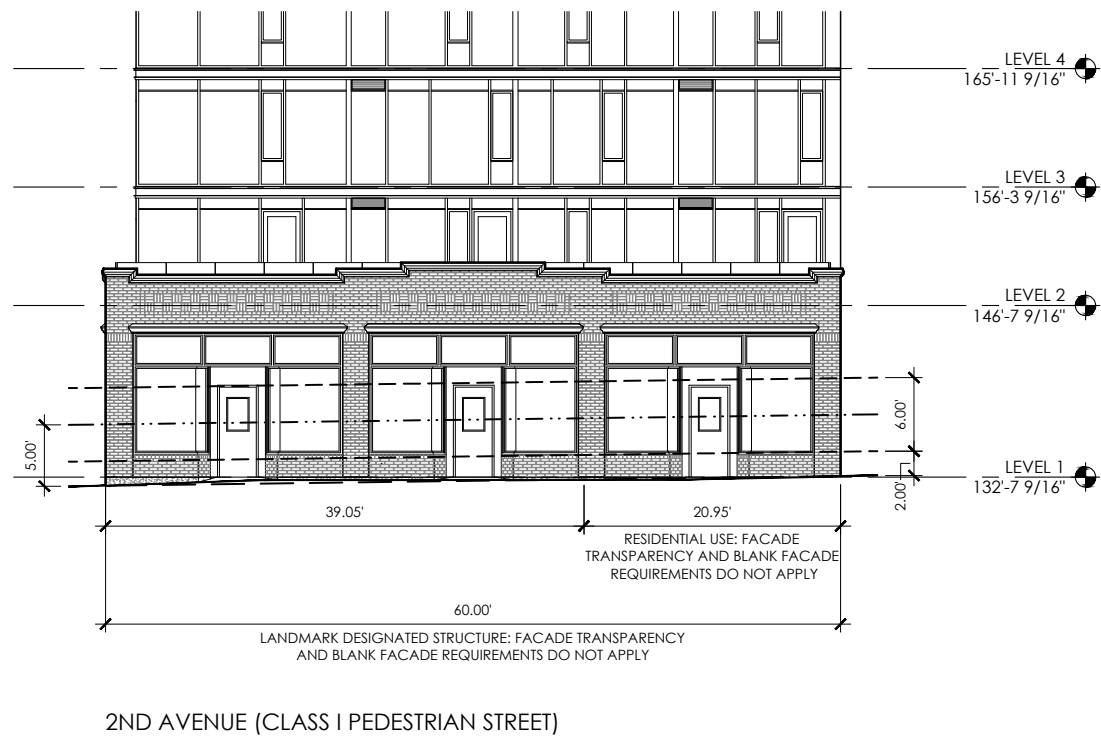 LEVEL 4
165'-11 9/16"
LEVEL 3
156'-3 9/16"
LEVEL 2
146'-7 9/16"
6.00'
5.00'
LEVEL 1
132'-7 9/16"
2.00'
39.05'
20.95'
RESIDENTIAL USE: FACADE
TRANSPARENCY AND BLANK FACADE
REQUIREMENTS DO NOT APPLY
60.00'
LANDMARK DESIGNATED STRUCTURE: FACADE TRANSPARENCY
AND BLANK FACADE REQUIREMENTS DO NOT APPLY
2ND AVENUE (CLASS I PEDESTRIAN STREET)